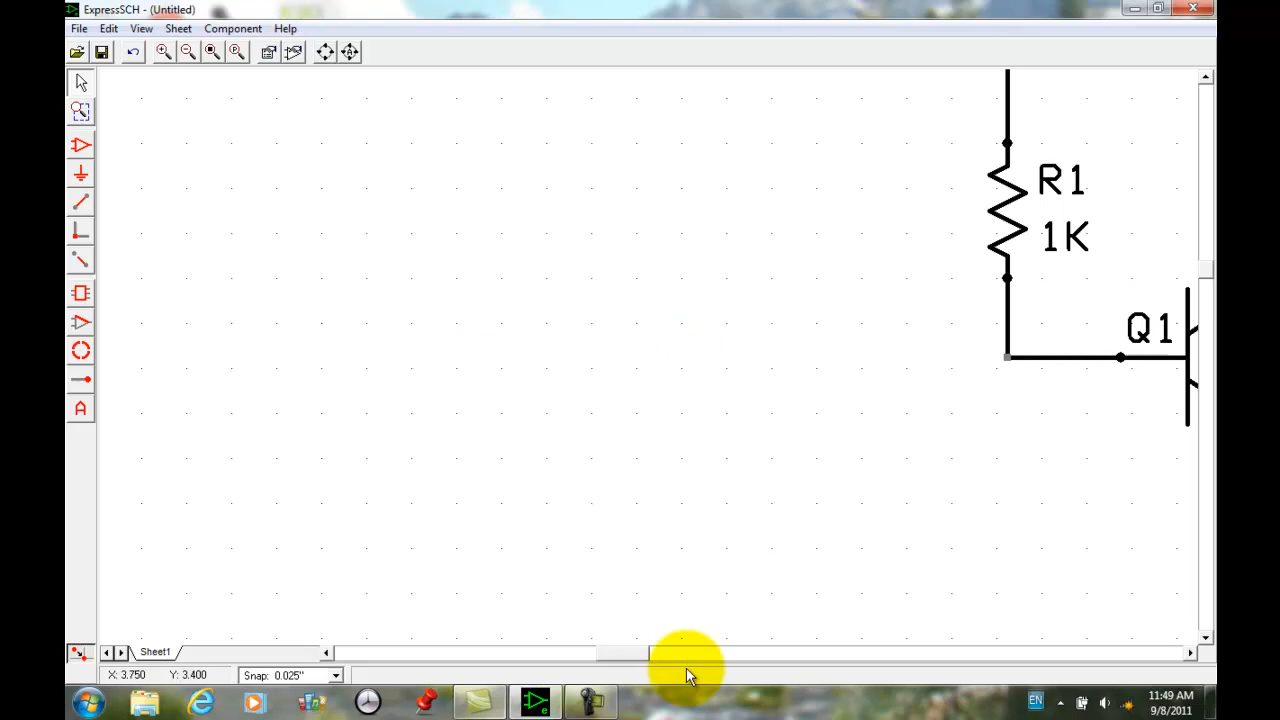 ExpressSCH - (Untitled)
File Edit View Sheet Component Help
A
R1
1K
Q1
Sheet1
X: 3.750 Y: 3.400 Snap: 0.025"
e
EN
11:49 AM
9/8/2011